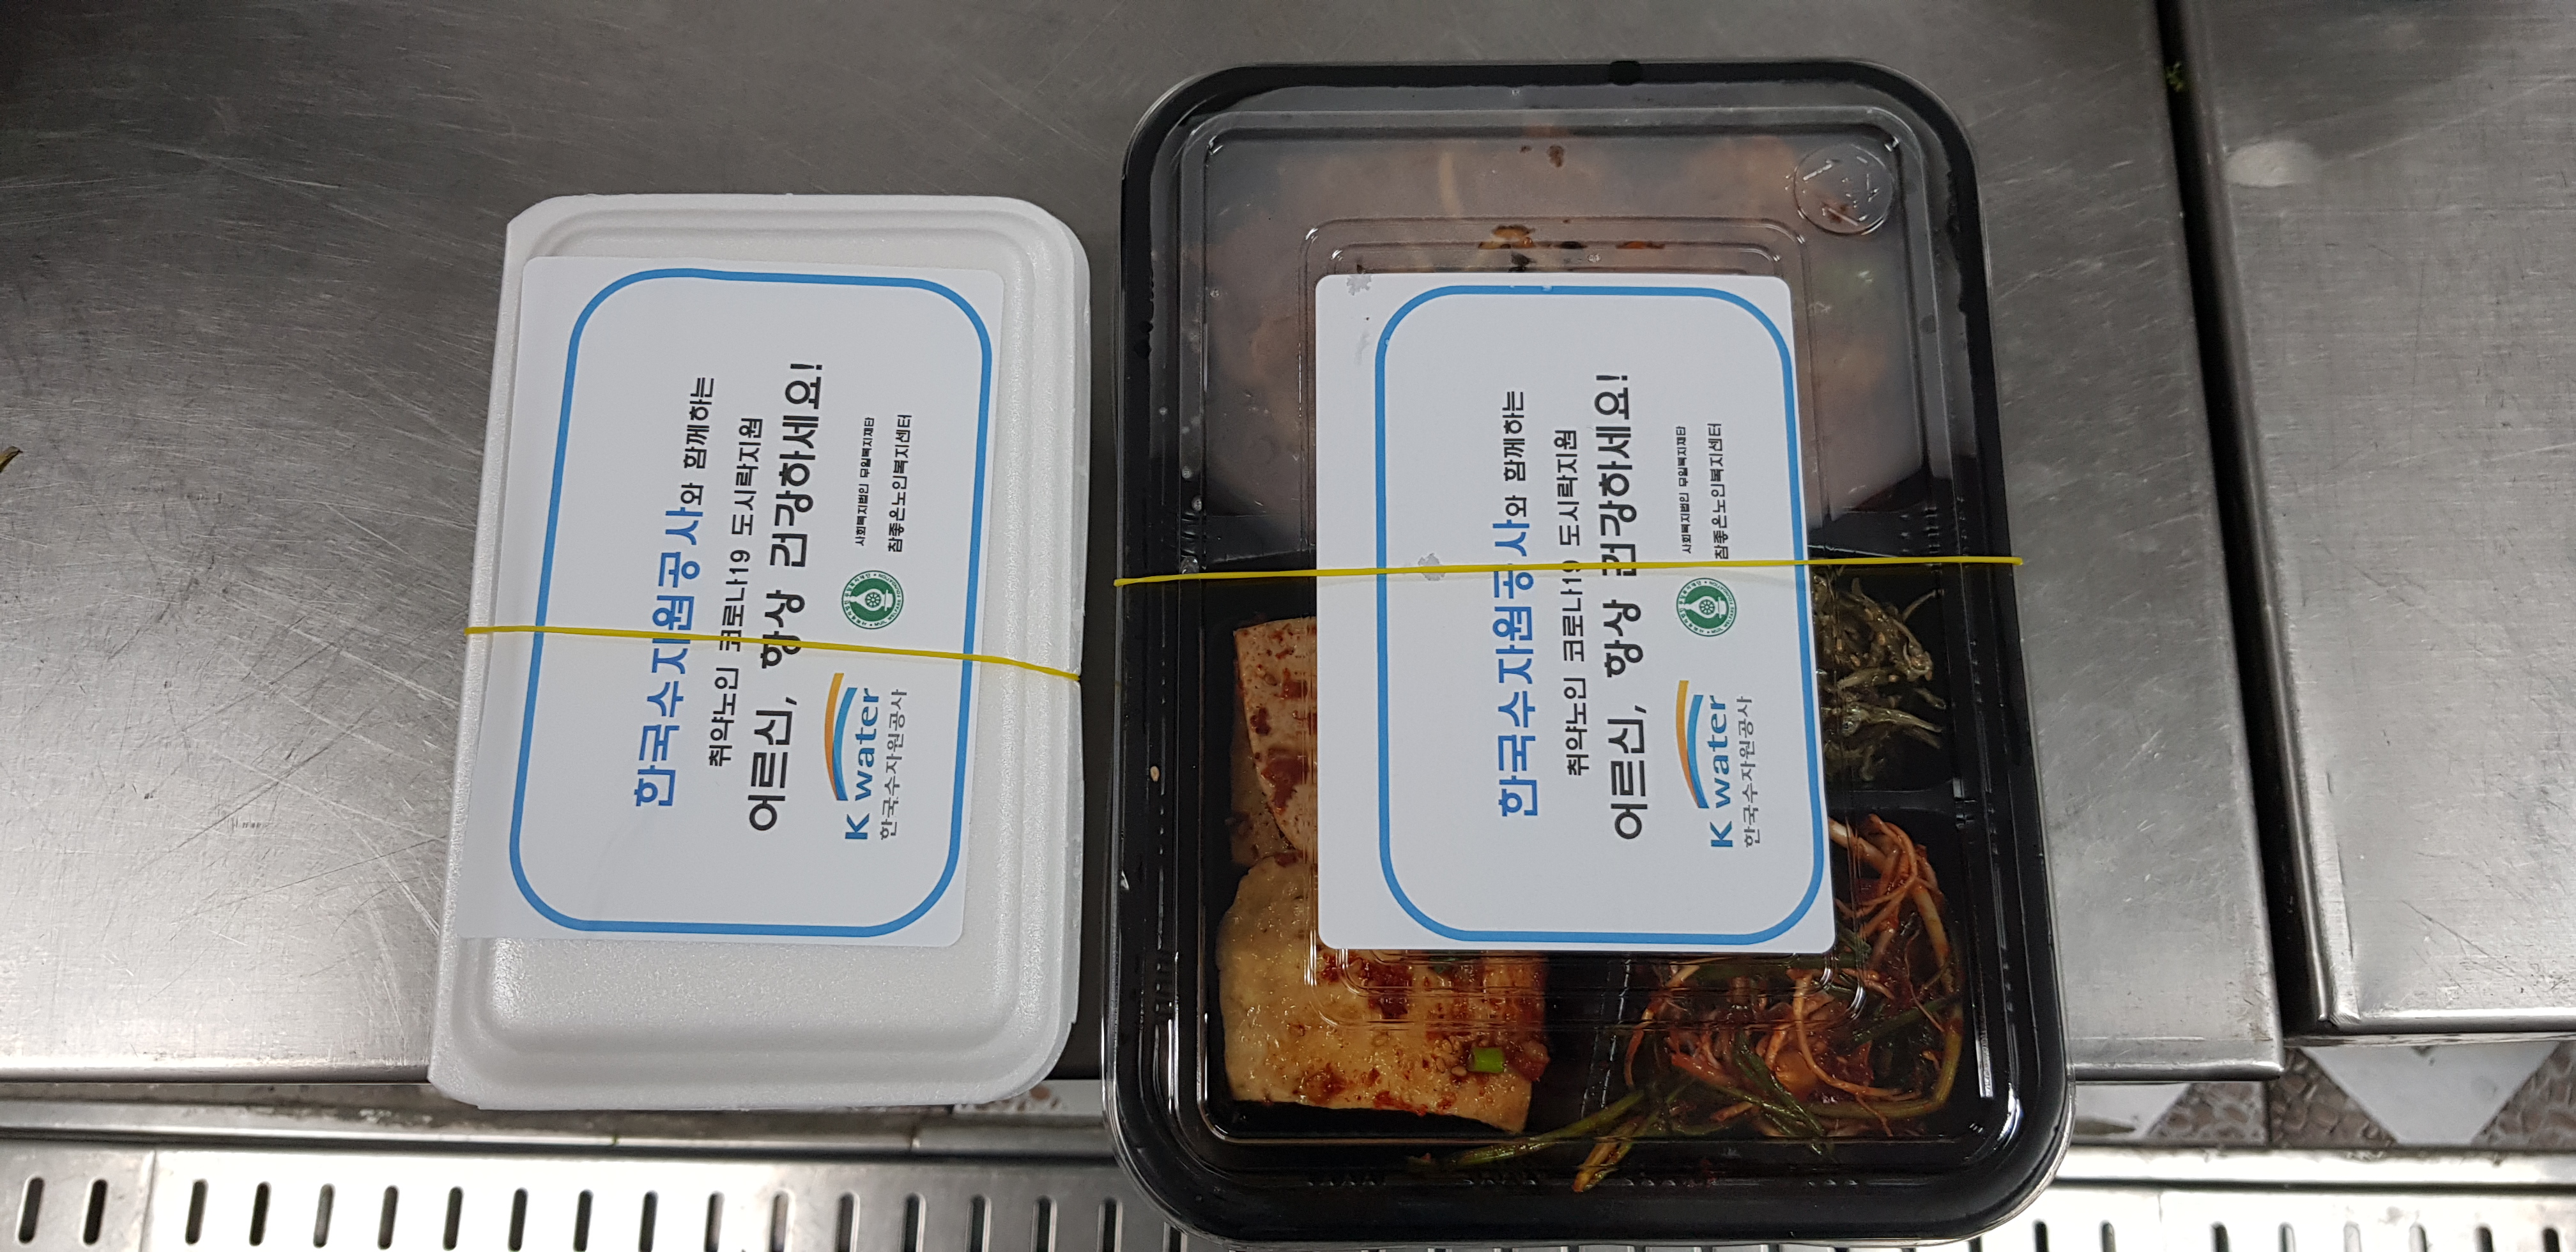 한국수자원공사와 함께하는
취약노인 코로나19 도시락지원
어르신, 항상 건강하세요!
K water
한국수자원공사
사회복지법인 무일복지재단
참좋은노인복지센터
한국수자원공사와 함께하는
취약노인 코로나19 도시락지원
어르신, 항상 건강하세요!
K water
한국수자원공사
사회복지법인 무일복지재단
참좋은노인복지센터